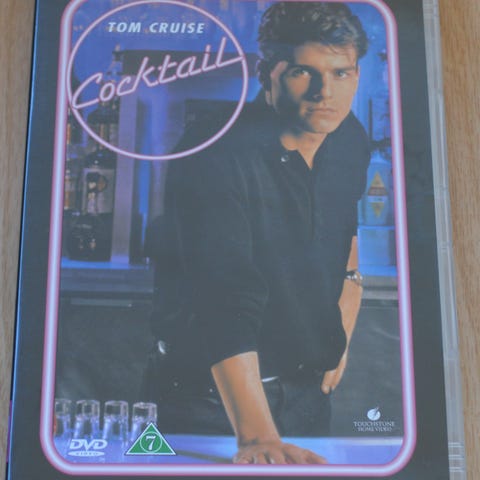 TOM CRUISE
Cocktail
DVD
VIDEO
7
TOUCHSTONE
HOME VIDEO